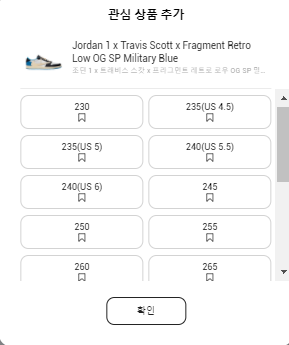 관심 상품 추가
Jordan 1 x Travis Scott x Fragment Retro
Low OG SP Military Blue
조던 1 x 트래비스 스캇 x 프라그먼트 레트로 로우 OG SP 밀...
230
235(US 4.5)
235(US 5)
240(US 5.5)
240(US 6)
245
250
255
260
265
확인